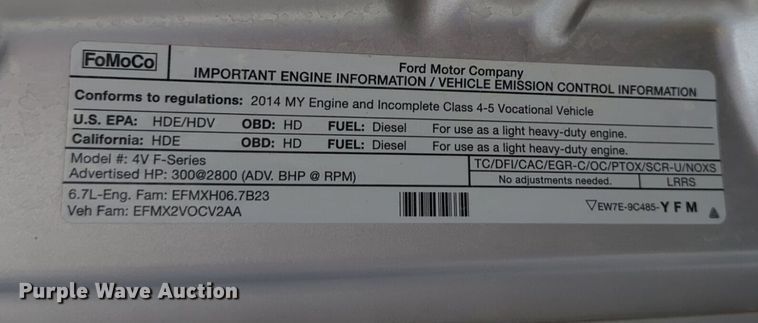 FoMoCo
Ford Motor Company
IMPORTANT ENGINE INFORMATION / VEHICLE EMISSION CONTROL INFORMATION
Conforms to regulations: 2014 MY Engine and Incomplete Class 4-5 Vocational Vehicle
U.S. EPA: HDE/HDV OBD: HD FUEL: Diesel For use as a light heavy-duty engine.
California: HDE OBD: HD FUEL: Diesel For use as a light heavy-duty engine.
Model #: 4V F-Series
Advertised HP: 300@2800 (ADV. BHP @ RPM)
TC/DFI/CAC/EGR-C/OC/PTOX/SCR-U/NOXS
No adjustments needed. LRRS
6.7L-Eng. Fam: EFMXH06.7B23
Veh Fam: EFMX2VOCV2AA
▽EW7E-9C485-YFM
Purple Wave Auction